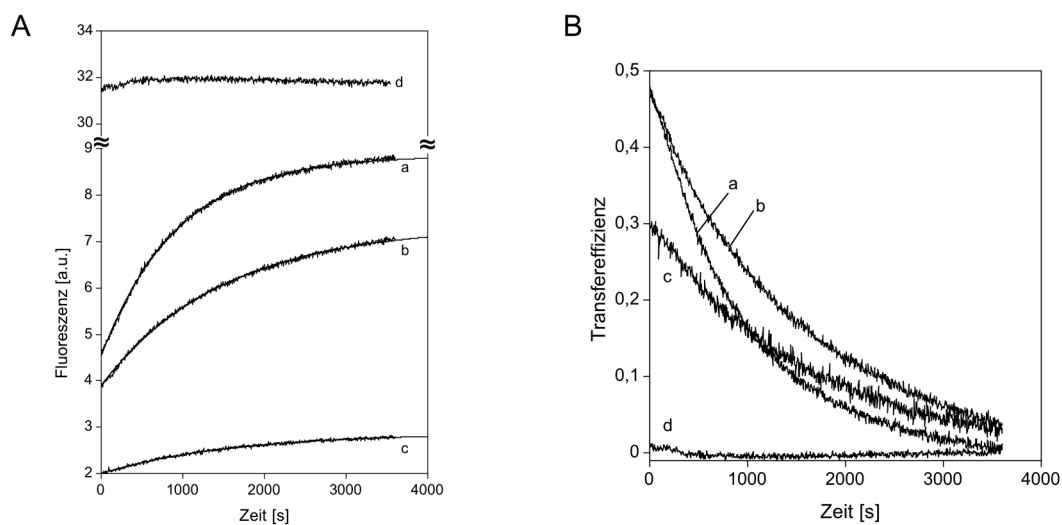 A
34
32
30
9
8
7
6
5
4
3
2
d
a
b
c
Fluoreszenz [a.u.]
0
1000
2000
3000
4000
Zeit [s]
B
0,5
0,4
0,3
0,2
0,1
0
a
b
c
d
Transfereffizienz
0
1000
2000
3000
4000
Zeit [s]